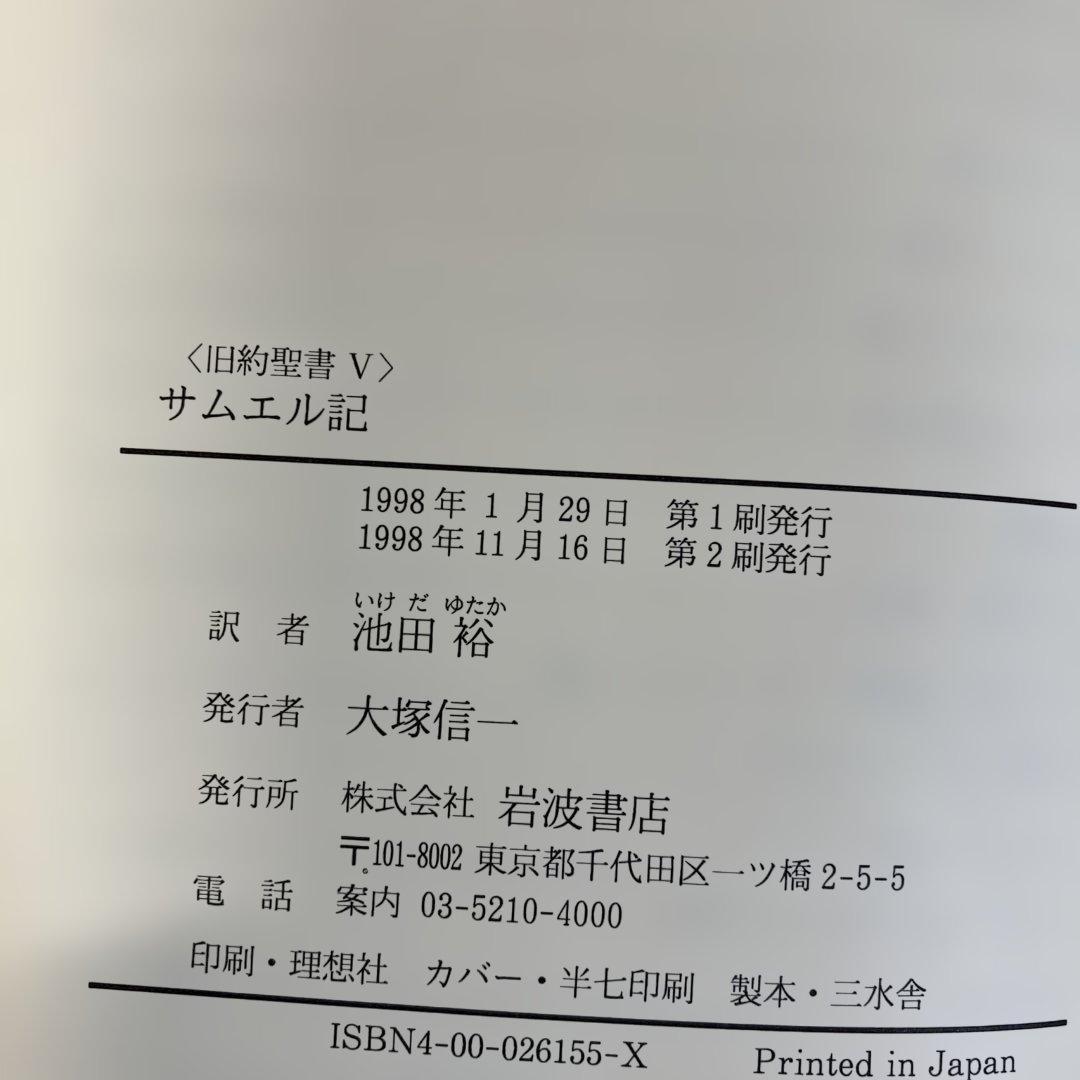 〈旧約聖書 V〉
サムエル記
1998年 1月29日 第1刷発行
1998年11月16日 第2刷発行
いけ だ ゆたか
訳 者 池田 裕
発行者 大塚信一
発行所 株式会社 岩波書店
〒101-8002 東京都千代田区一ツ橋2-5-5
電 話 案内 03-5210-4000
印刷・理想社 カバー・半七印刷 製本・三水舎
ISBN4-00-026155-X Printed in Japan